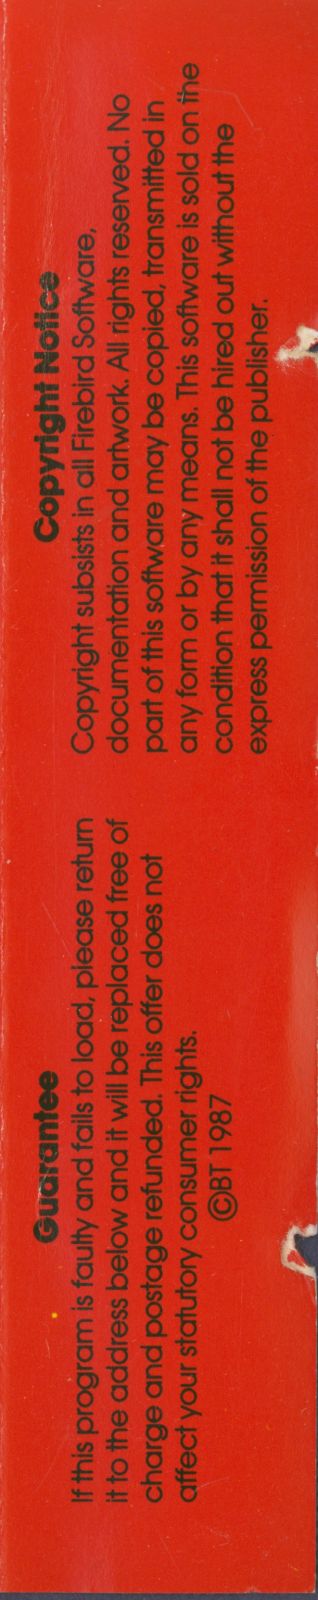 Guarantee
If this program is faulty and fails to load, please return
it to the address below and it will be replaced free of
charge and postage refunded. This offer does not
affect your statutory consumer rights.
©BT 1987
Copyright Notice
Copyright subsists in all Firebird Software,
documentation and artwork. All rights reserved. No
part of this software may be copied, transmitted in
any form or by any means. This software is sold on the
condition that it shall not be hired out without the
express permission of the publisher.